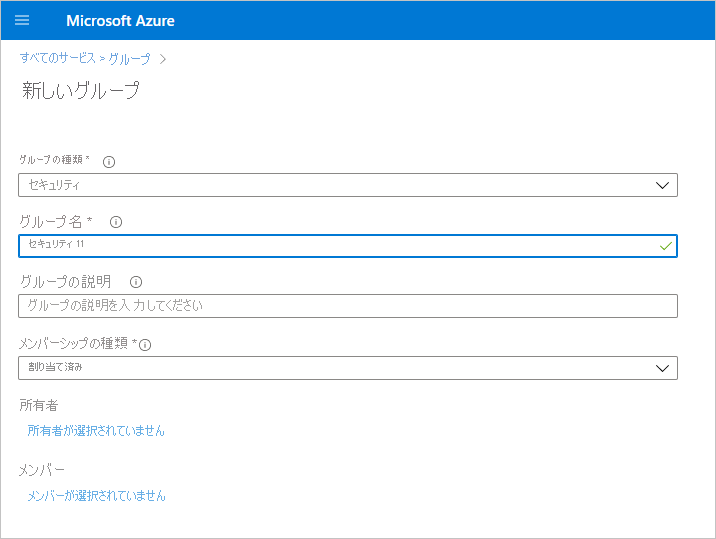 Microsoft Azure
すべてのサービス > グループ >
新しいグループ
グループの種類 *
セキュリティ
グループ名 *
セキュリティ 11
グループの説明
グループの説明を入力してください
メンバーシップの種類 *
割り当て済み
所有者
所有者が選択されていません
メンバー
メンバーが選択されていません